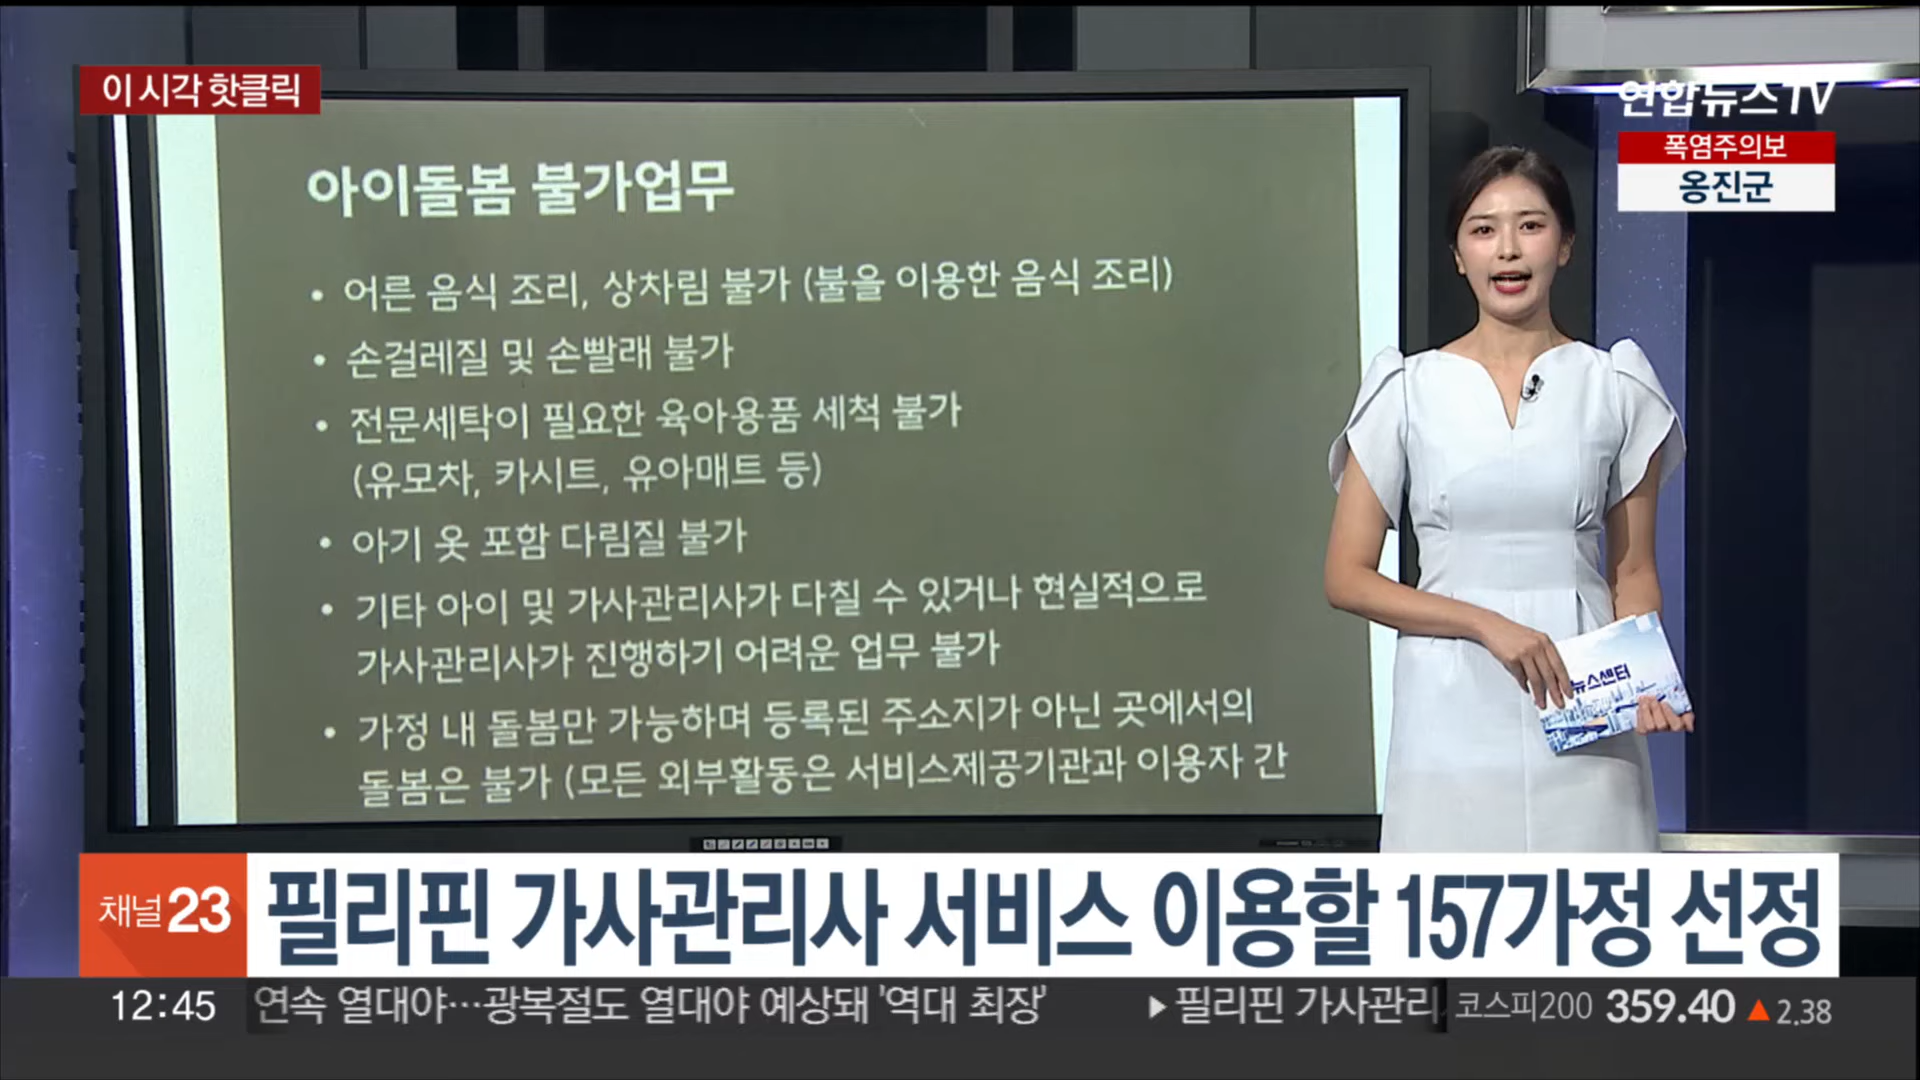 이 시각 핫클릭
연합뉴스TV
폭염주의보
옹진군
아이돌봄 불가업무
• 어른 음식 조리, 상차림 불가 (불을 이용한 음식 조리)
• 손걸레질 및 손빨래 불가
• 전문세탁이 필요한 육아용품 세척 불가
(유모차, 카시트, 유아매트 등)
• 아기 옷 포함 다림질 불가
• 기타 아이 및 가사관리사가 다칠 수 있거나 현실적으로
가사관리사가 진행하기 어려운 업무 불가
• 가정 내 돌봄만 가능하며 등록된 주소지가 아닌 곳에서의
돌봄은 불가 (모든 외부활동은 서비스제공기관과 이용자 간
뉴스센터
채널 23
필리핀 가사관리사 서비스 이용할 157가정 선정
12:45 연속 열대야…광복절도 열대야 예상돼 '역대 최장' ▶필리핀 가사관리 코스피200 359.40 ▲2.38